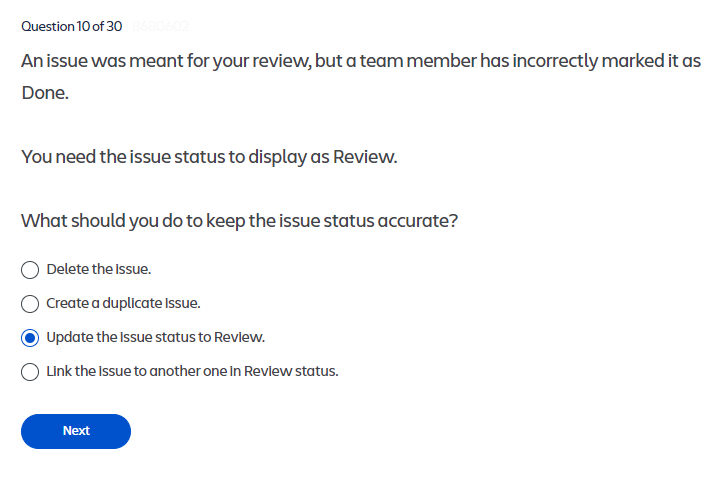 Question 10 of 30
An issue was meant for your review, but a team member has incorrectly marked it as
Done.
You need the issue status to display as Review.
What should you do to keep the issue status accurate?
Delete the issue.
Create a duplicate issue.
Update the issue status to Review.
Link the issue to another one in Review status.
Next